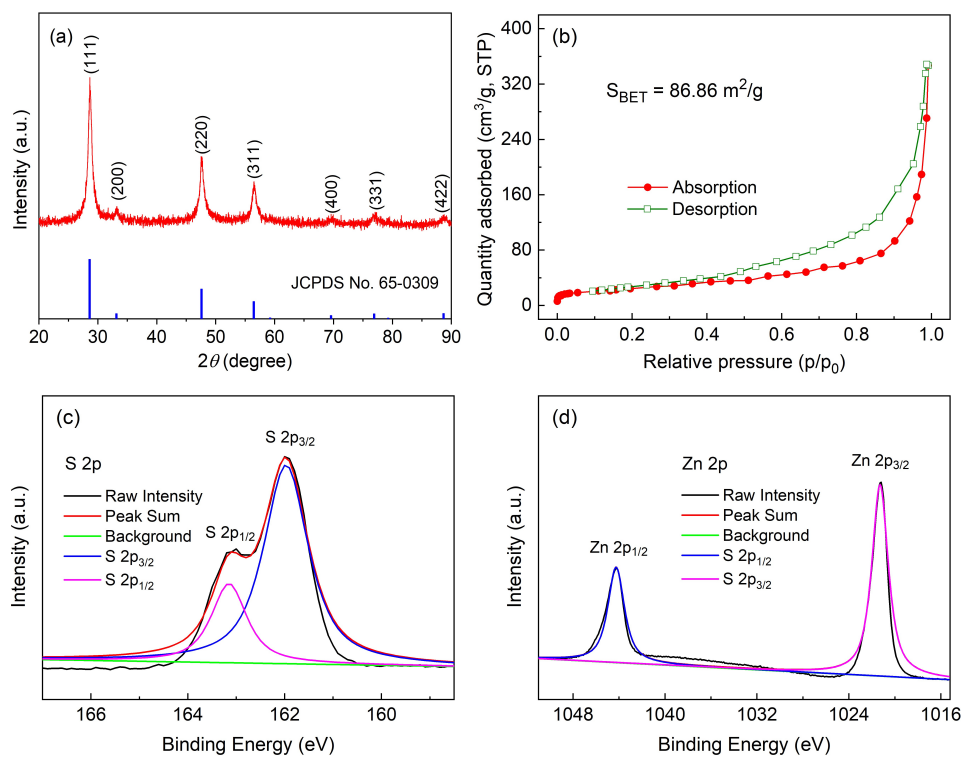 (a)
(111)
(200)
(220)
(311)
(400)
(331)
(422)
JCPDS No. 65-0309
Intensity (a.u.)
20 30 40 50 60 70 80 90
2θ (degree)
(b)
S_BET = 86.86 m²/g
Absorption
Desorption
Quantity adsorbed (cm³/g, STP)
400
320
240
160
80
0
0.0 0.2 0.4 0.6 0.8 1.0
Relative pressure (p/p₀)
(c)
S 2p₃/₂
S 2p
Raw Intensity
Peak Sum
Background
S 2p₃/₂
S 2p₁/₂
S 2p₁/₂
Intensity (a.u.)
166 164 162 160
Binding Energy (eV)
(d)
Zn 2p
Zn 2p₃/₂
Raw Intensity
Peak Sum
Background
S 2p₁/₂
S 2p₃/₂
Zn 2p₁/₂
Intensity (a.u.)
1048 1040 1032 1024 1016
Binding Energy (eV)